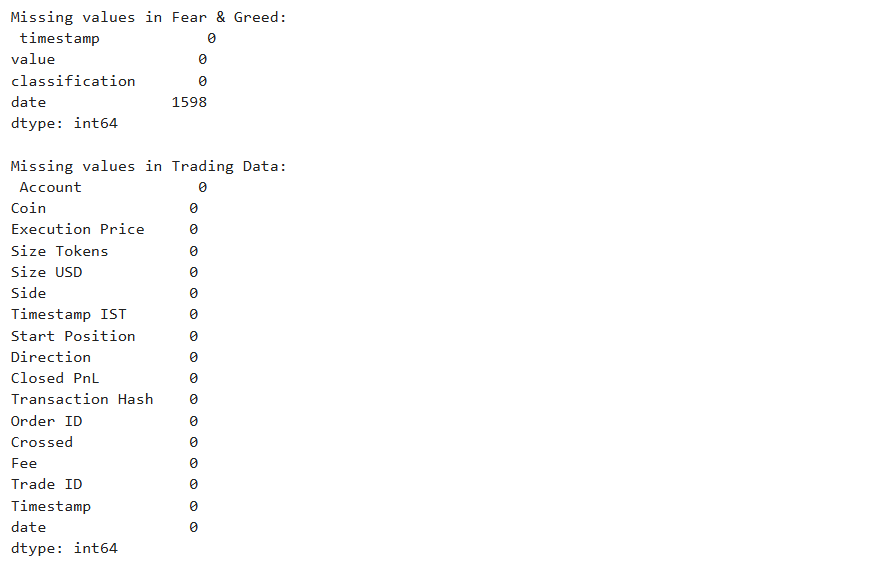 Missing values in Fear & Greed:
 timestamp            0
value                0
classification       0
date              1598
dtype: int64

Missing values in Trading Data:
 Account             0
Coin                0
Execution Price     0
Size Tokens         0
Size USD            0
Side                0
Timestamp IST       0
Start Position      0
Direction           0
Closed PnL          0
Transaction Hash    0
Order ID            0
Crossed             0
Fee                 0
Trade ID            0
Timestamp           0
date                0
dtype: int64